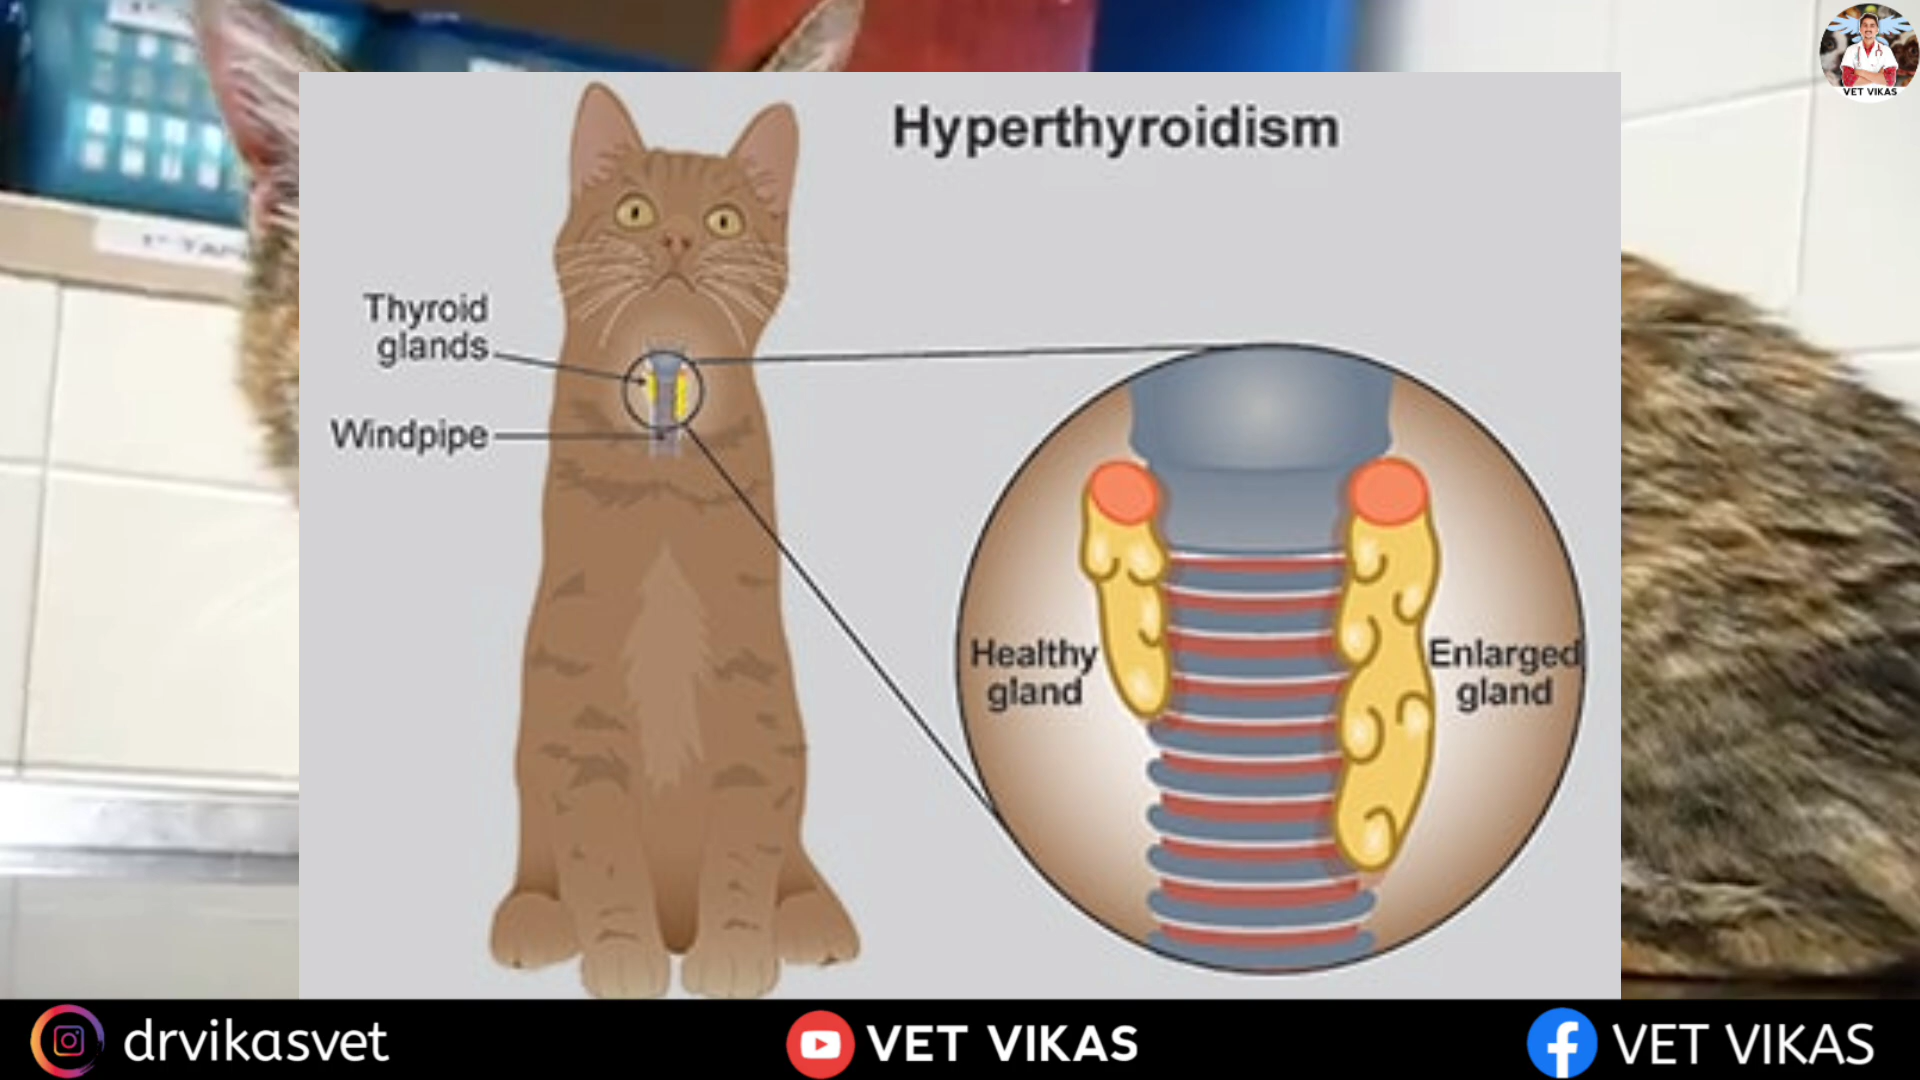 VET VIKAS
Hyperthyroidism
Thyroid
glands
Windpipe
Healthy
gland
Enlarged
gland
drvikasvet
VET VIKAS
VET VIKAS